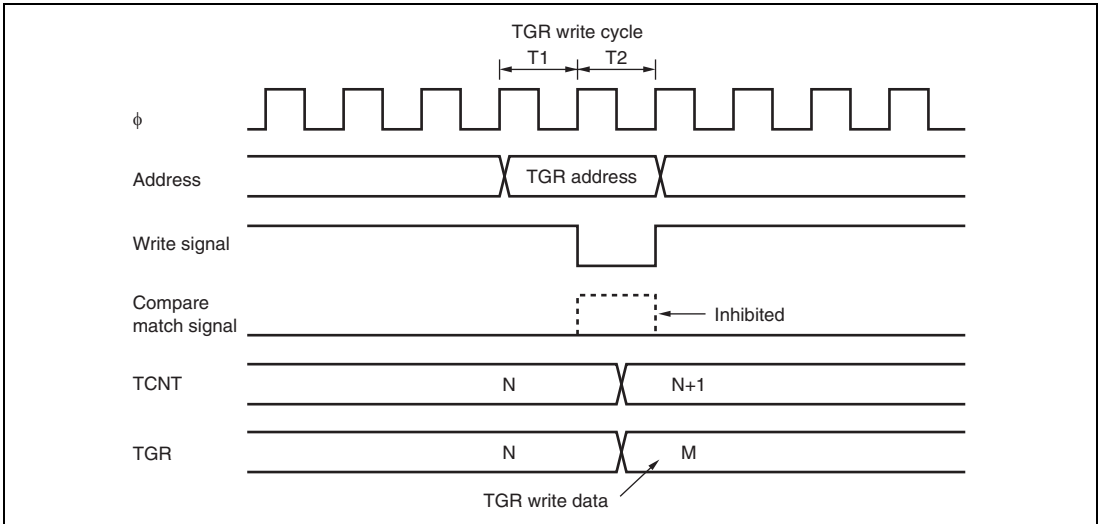 TGR write cycle
T1 T2
ϕ
Address TGR address
Write signal
Compare
match signal Inhibited
TCNT N N+1
TGR N M
TGR write data